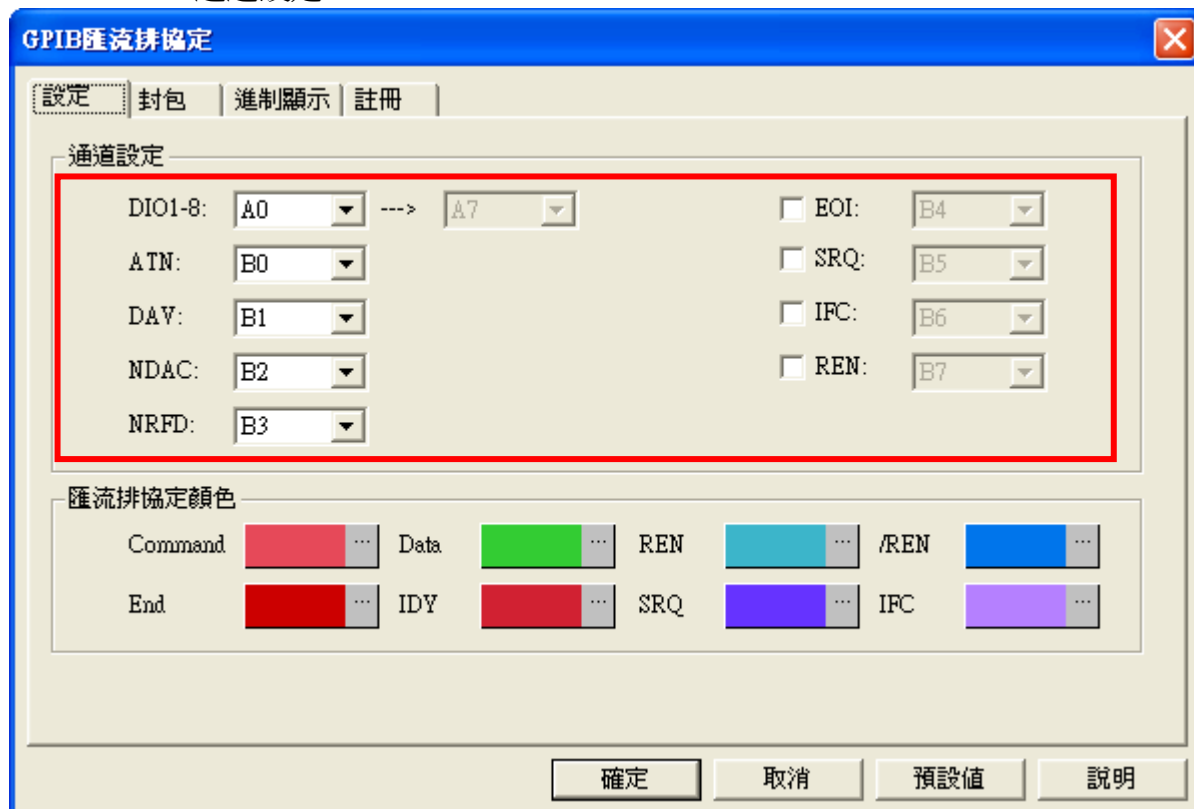 GPIB匯流排協定
設定 封包 進制顯示 註冊
通道設定
DIO1-8: A0 ---> A7 EOI: B4
ATN: B0 SRQ: B5
DAV: B1 IFC: B6
NDAC: B2 REN: B7
NRFD: B3
匯流排協定顏色
Command ... Data ... REN ... /REN ...
End ... IDY ... SRQ ... IFC ...
確定 取消 預設值 說明